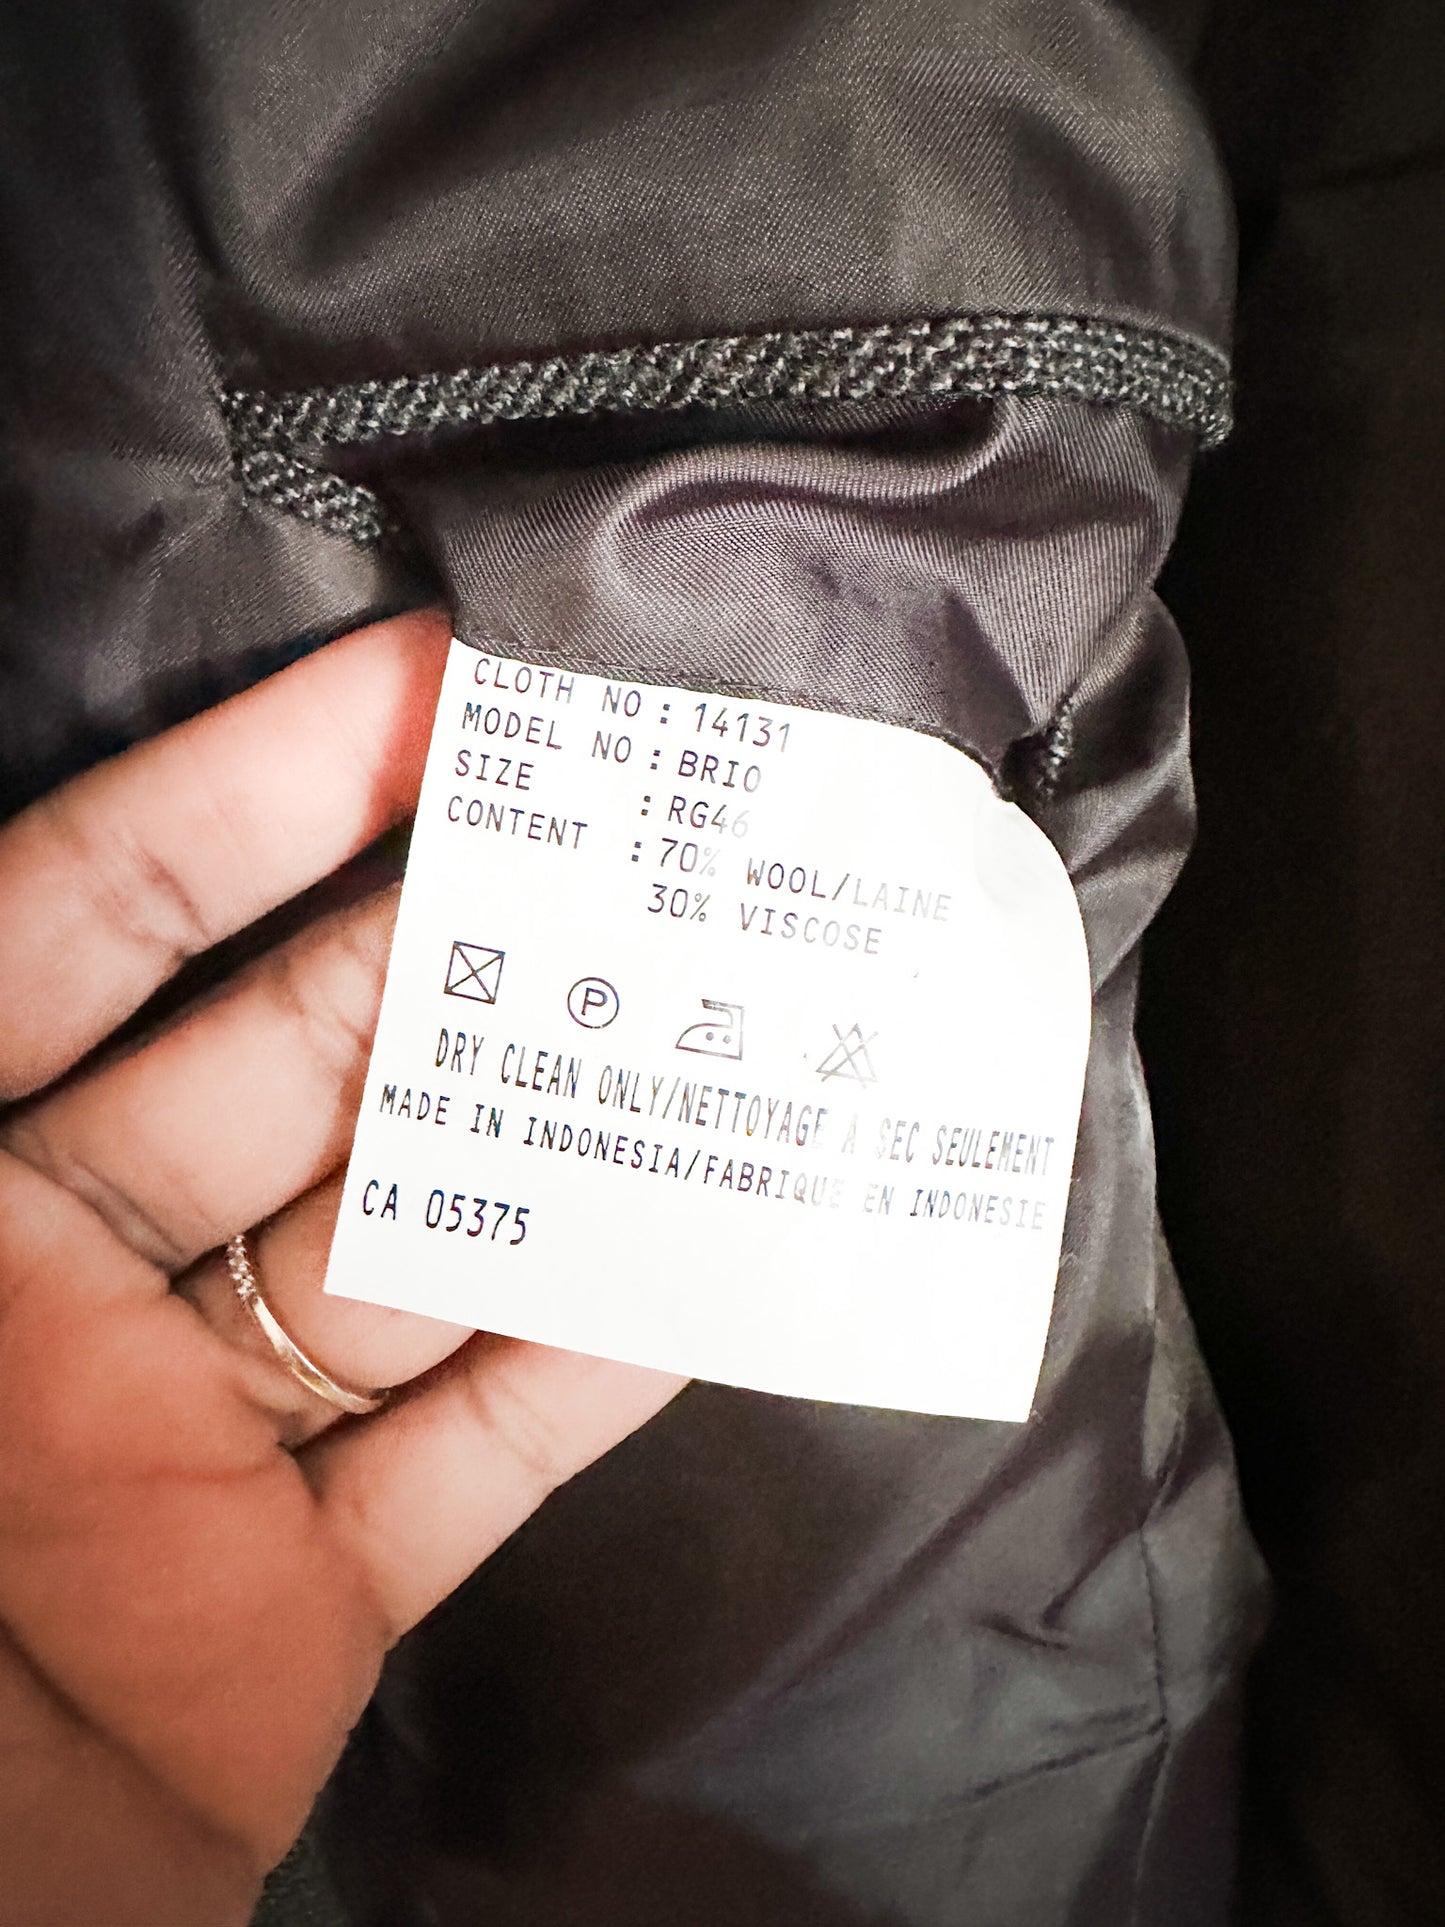 CLOTH NO : 14131
MODEL NO : BRIO
SIZE : RG46
CONTENT : 70% WOOL/LAINE
30% VISCOSE
P
DRY CLEAN ONLY/NETTOYAGE A SEC SEULEMENT
MADE IN INDONESIA/FABRIQUE EN INDONESIE
CA 05375